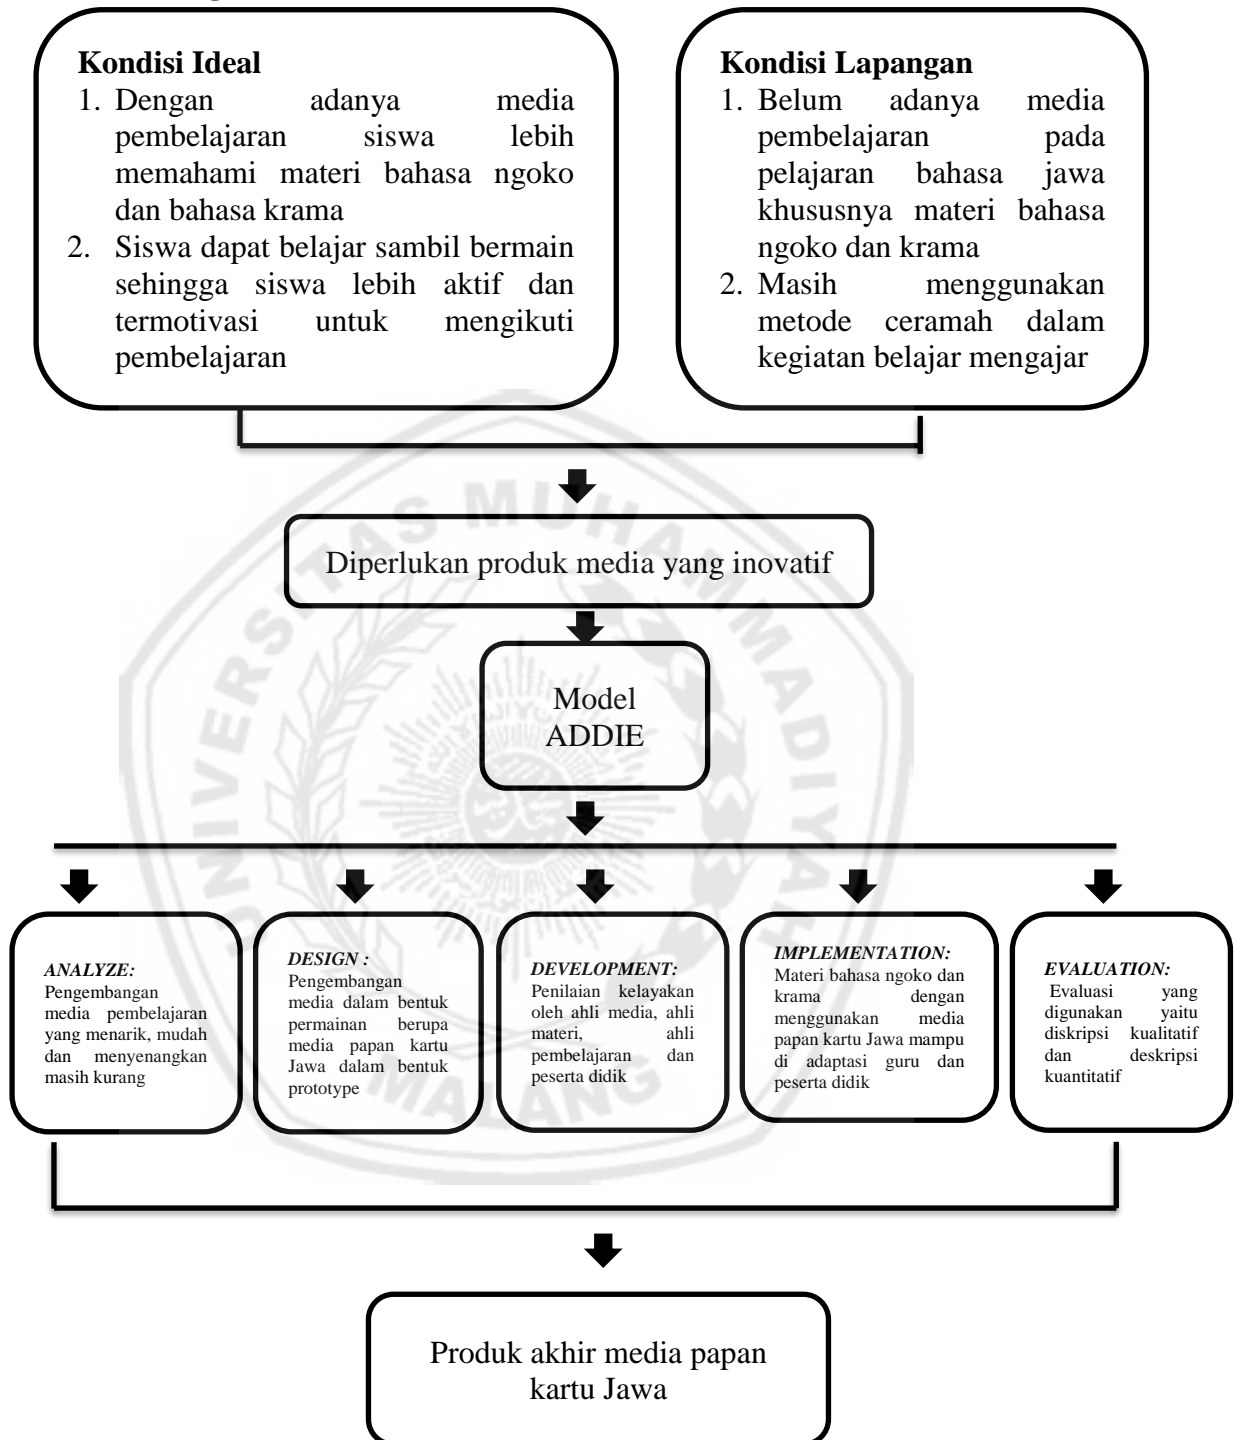 Kondisi Ideal
1. Dengan adanya media
pembelajaran siswa lebih
memahami materi bahasa ngoko
dan bahasa krama
2. Siswa dapat belajar sambil bermain
sehingga siswa lebih aktif dan
termotivasi untuk mengikuti
pembelajaran
Kondisi Lapangan
1. Belum adanya media
pembelajaran pada
pelajaran bahasa jawa
khususnya materi bahasa
ngoko dan krama
2. Masih menggunakan
metode ceramah dalam
kegiatan belajar mengajar
Diperlukan produk media yang inovatif
Model
ADDIE
ANALYZE:
Pengembangan
media pembelajaran
yang menarik, mudah
dan menyenangkan
masih kurang
DESIGN :
Pengembangan
media dalam bentuk
permainan berupa
media papan kartu
Jawa dalam bentuk
prototype
DEVELOPMENT:
Penilaian kelayakan
oleh ahli media, ahli
materi, ahli
pembelajaran dan
peserta didik
IMPLEMENTATION:
Materi bahasa ngoko dan
krama dengan
menggunakan media
papan kartu Jawa mampu
di adaptasi guru dan
peserta didik
EVALUATION:
Evaluasi yang
digunakan yaitu
diskripsi kualitatif
dan deskripsi
kuantitatif
Produk akhir media papan
kartu Jawa
UNIVERSITAS MUHAMMADIYAH
MALANG